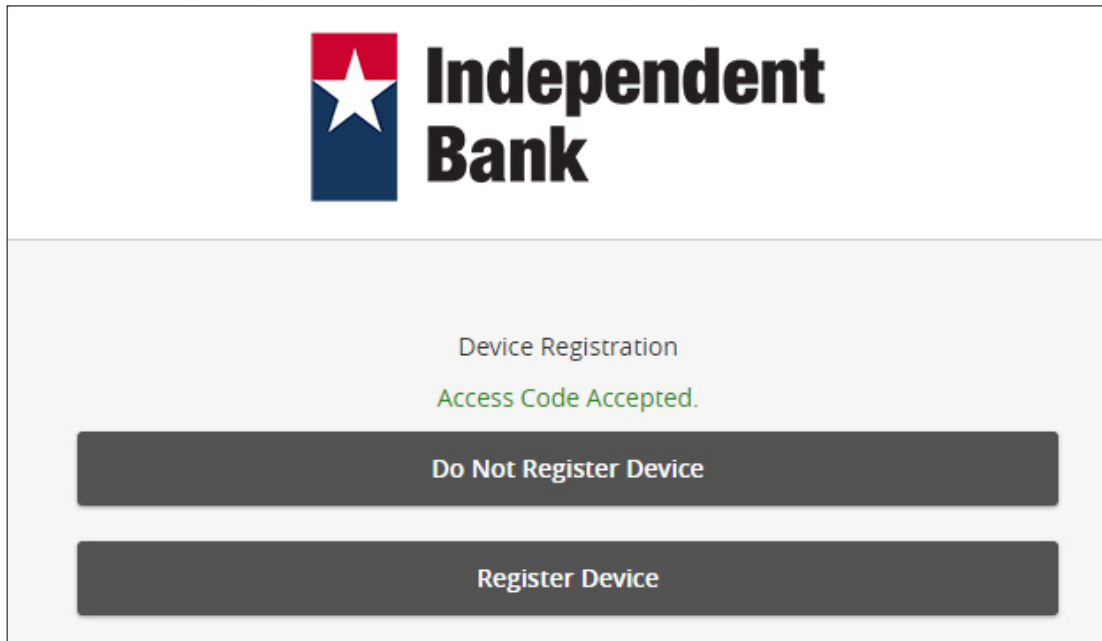 Independent
Bank
Device Registration
Access Code Accepted.
Do Not Register Device
Register Device